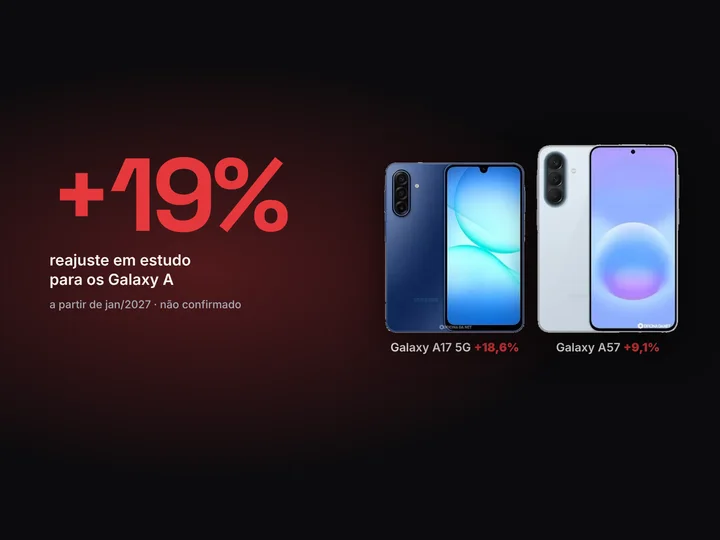 +19%
reajuste em estudo
para os Galaxy A
a partir de jan/2027 · não confirmado
Galaxy A17 5G +18,6%
Galaxy A57 +9,1%